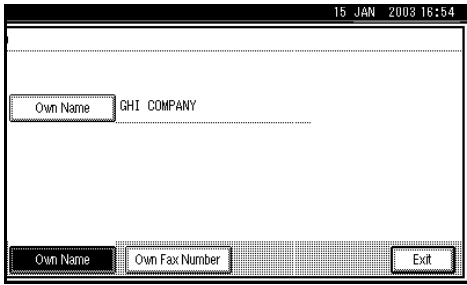 15 JAN 2003 16:54
Own Name GHI COMPANY
Own Name Own Fax Number Exit